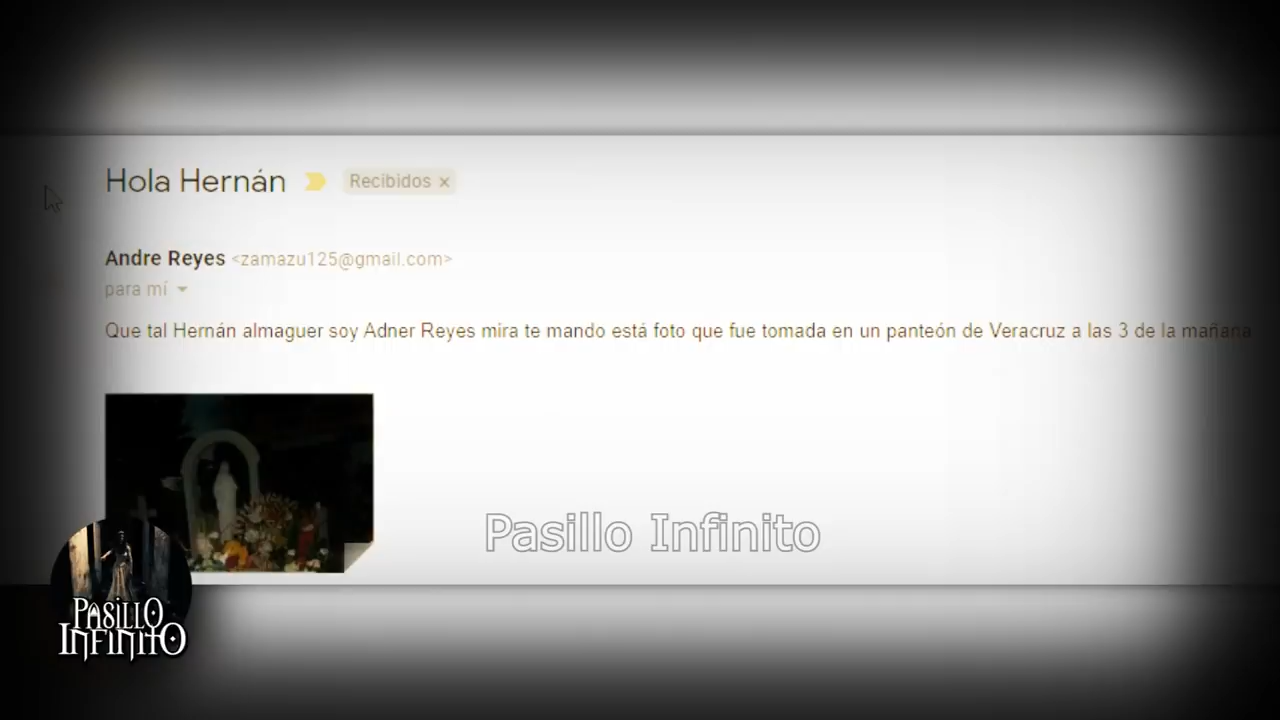 Hola Hernán Recibidos ×
Andre Reyes <zamazu125@gmail.com>
para mí
Que tal Hernán almaguer soy Adner Reyes mira te mando está foto que fue tomada en un panteón de Veracruz a las 3 de la mañana
Pasillo Infinito
PASILLO
INFINITO